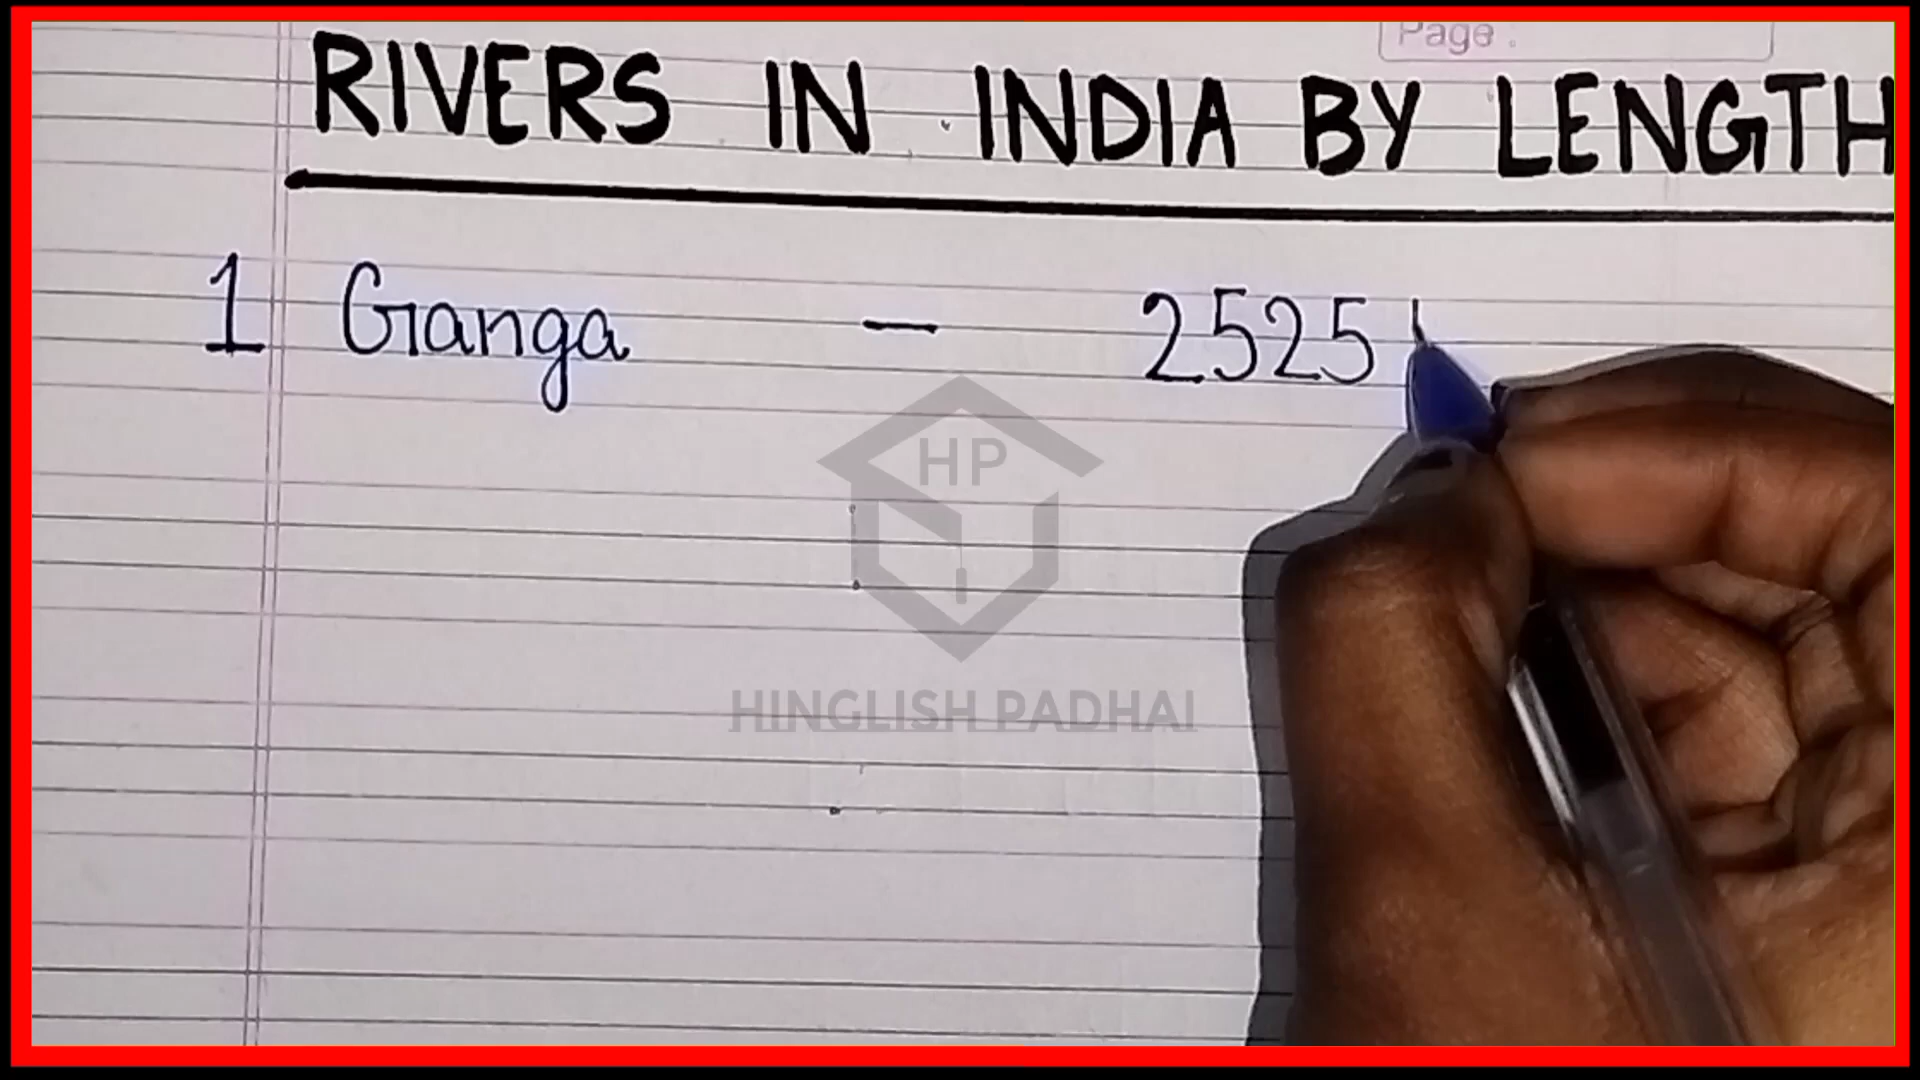 Page :
RIVERS IN INDIA BY LENGTH
1 Ganga - 2525
HP
HINGLISH PADHAI